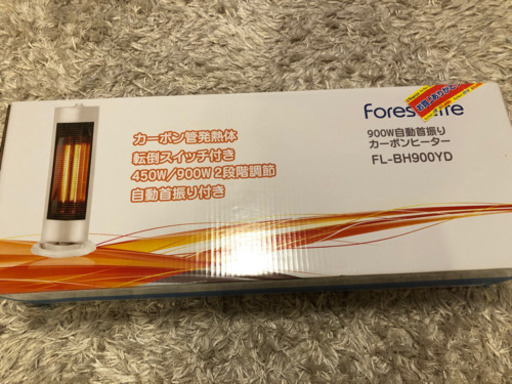 カーボン管発熱体
転倒スイッチ付き
450W/900W 2段階調節
自動首振り付き
900W自動首振り
カーボンヒーター
FL-BH900YD